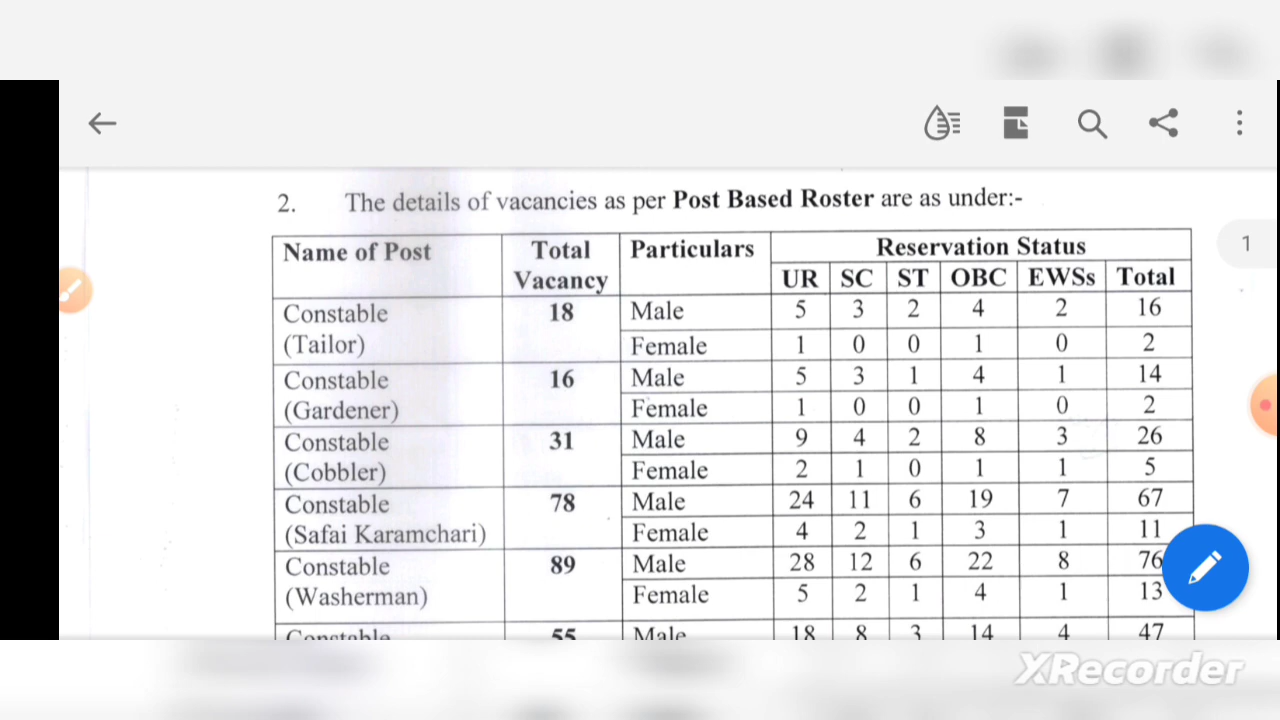 1
2. The details of vacancies as per Post Based Roster are as under:-
Name of Post Total Vacancy Particulars Reservation Status
UR SC ST OBC EWSs Total
Constable (Tailor) 18 Male 5 3 2 4 2 16
Female 1 0 0 1 0 2
Constable (Gardener) 16 Male 5 3 1 4 1 14
Female 1 0 0 1 0 2
Constable (Cobbler) 31 Male 9 4 2 8 3 26
Female 2 1 0 1 1 5
Constable (Safai Karamchari) 78 Male 24 11 6 19 7 67
Female 4 2 1 3 1 11
Constable (Washerman) 89 Male 28 12 6 22 8 76
Female 5 2 1 4 1 13
Constable 55 Male 18 8 3 14 4 47
XRecorder